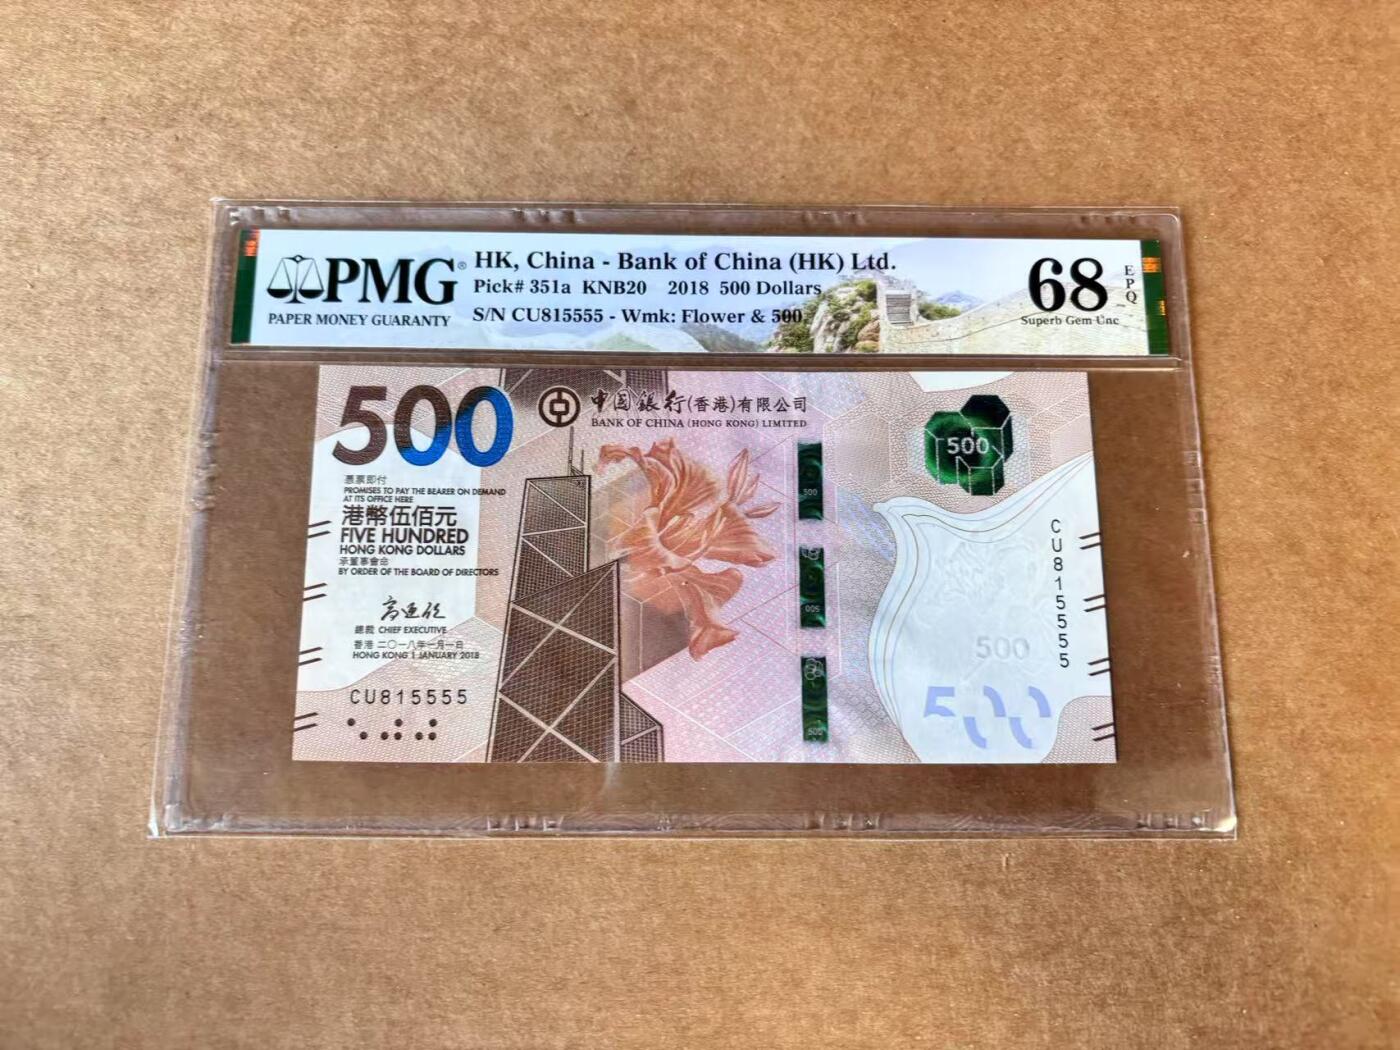 PMG®
PAPER MONEY GUARANTY
HK, China - Bank of China (HK) Ltd.
Pick# 351a KNB20 2018 500 Dollars
S/N CU815555 - Wmk: Flower & 500
68
EPQ
Superb Gem Unc
500
中国银行(香港)有限公司
BANK OF CHINA (HONG KONG) LIMITED
憑票即付
PROMISES TO PAY THE BEARER ON DEMAND
AT ITS OFFICE HERE
港幣伍佰元
FIVE HUNDRED
HONG KONG DOLLARS
承董事會命
BY ORDER OF THE BOARD OF DIRECTORS
總裁 CHIEF EXECUTIVE
香港 二〇一八年一月一日
HONG KONG 1 JANUARY 2018
CU815555
500
500
500
500
CU815555
500
500